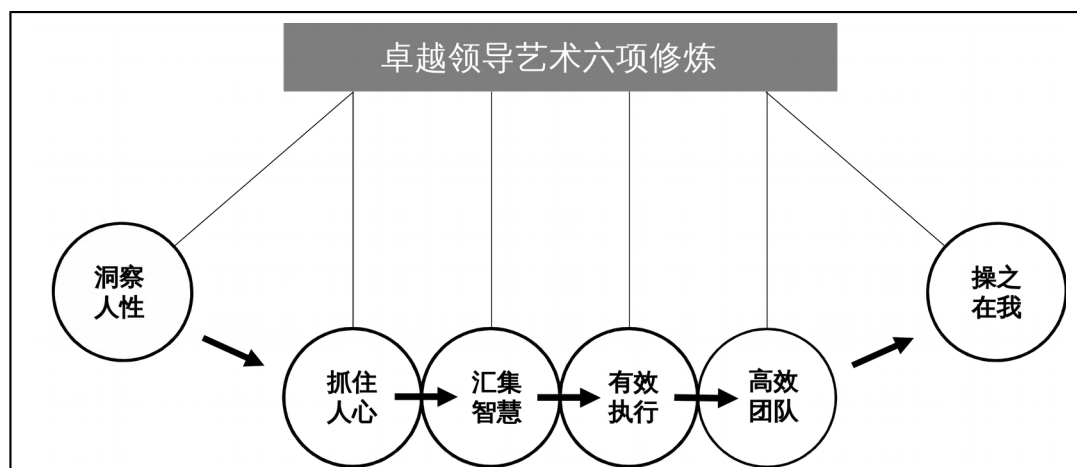 卓越领导艺术六项修炼
洞察
人性
抓住
人心
汇集
智慧
有效
执行
高效
团队
操之
在我